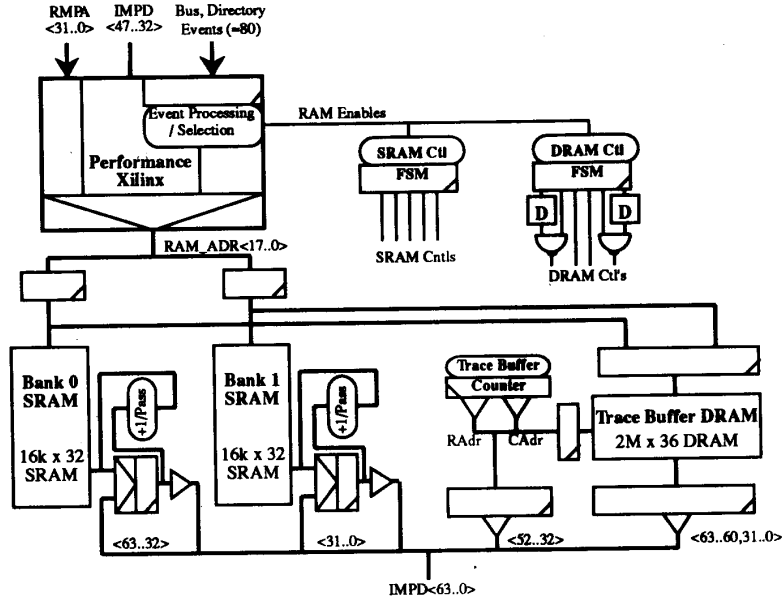 RMPA
<31..0>
IMPD
<47..32>
Bus, Directory
Events (≈80)
Event Processing
/ Selection
Performance
Xilinx
RAM Enables
SRAM Ctl
FSM
SRAM Cntls
DRAM Ctl
FSM
D
D
DRAM Ctl's
RAM_ADR<17..0>
Bank 0
SRAM
16k x 32
SRAM
+1/Pass
<63..32>
Bank 1
SRAM
16k x 32
SRAM
+1/Pass
<31..0>
Trace Buffer
Counter
RAdr
CAdr
<52..32>
Trace Buffer DRAM
2M x 36 DRAM
<63..60,31..0>
IMPD<63..0>